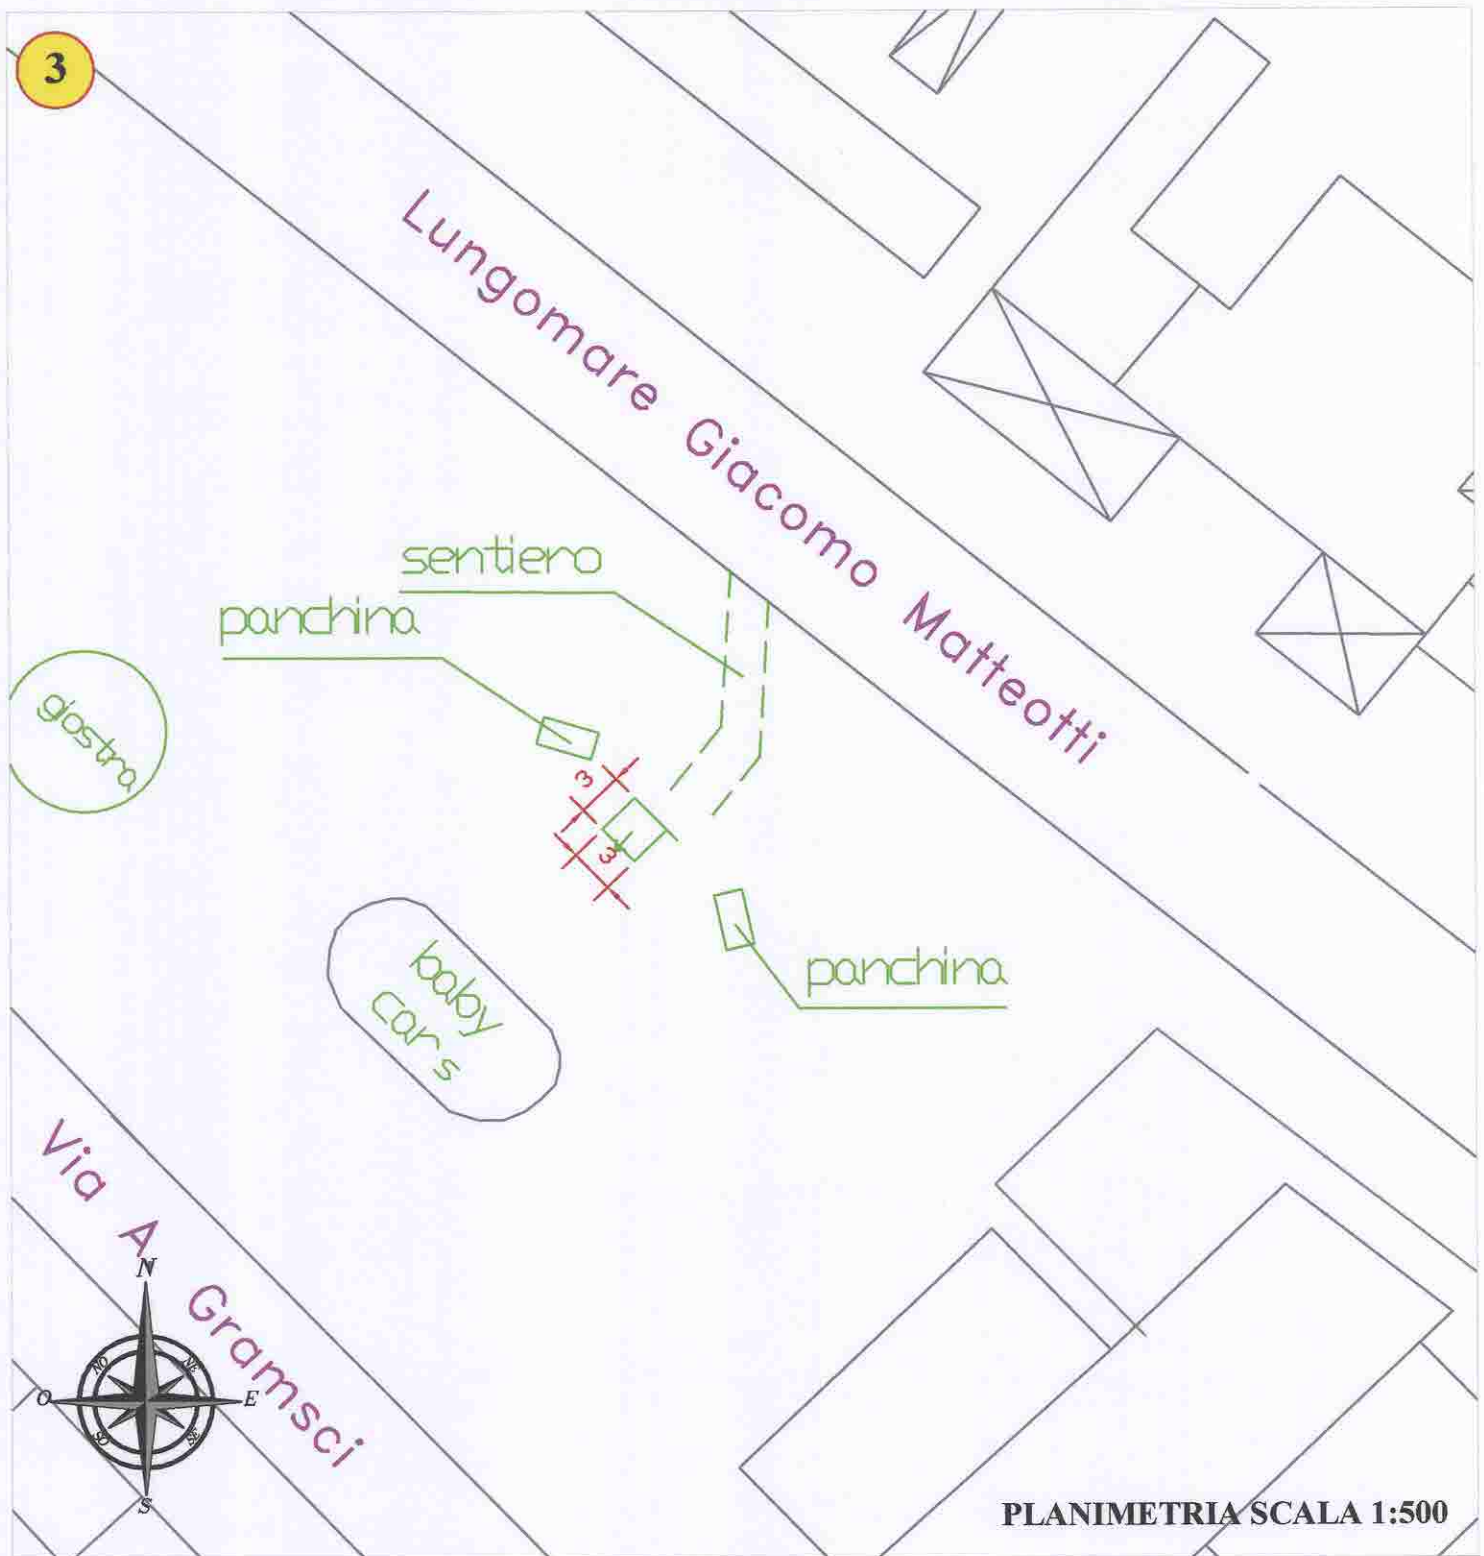 3
Lungomare Giacomo Matteotti
sentiero
panchina
giostra
3
3
panchina
baby
cars
Via A Gramsci
N
NO
NE
O
E
SO
SE
S
PLANIMETRIA SCALA 1:500